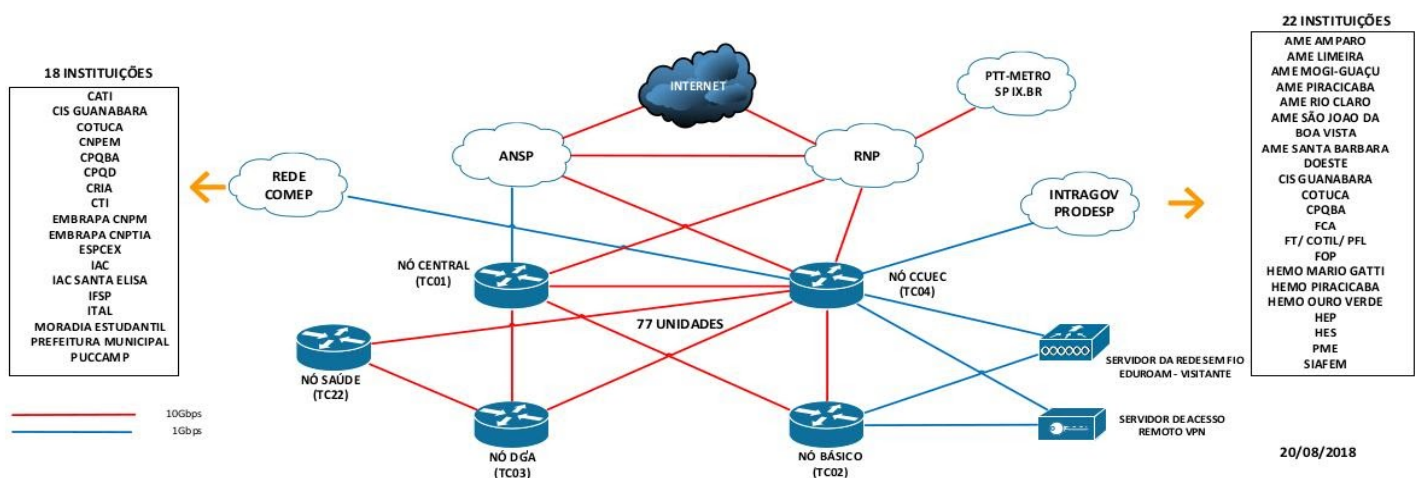 18 INSTITUIÇÕES
CATI
CIS GUANABARA
COTUCA
CNPEM
CPQBA
CPQD
CRIA
CTI
EMBRAPA CNPM
EMBRAPA CNPTIA
ESPCEX
IAC
IAC SANTA ELISA
IFSP
ITAL
MORADIA ESTUDANTIL
PREFEITURA MUNICIPAL
PUCCAMP
10Gbps
1Gbps
REDE
COMEP
INTERNET
ANSP
RNP
PTT-METRO
SP IX.BR
INTRAGOV
PRODESP
NÓ CENTRAL
(TC01)
NÓ CCUEC
(TC04)
77 UNIDADES
NÓ SAÚDE
(TC22)
NÓ DGA
(TC03)
NÓ BÁSICO
(TC02)
SERVIDOR DA REDE SEM FIO
EDUROAM - VISITANTE
SERVIDOR DE ACESSO
REMOTO VPN
22 INSTITUIÇÕES
AME AMPARO
AME LIMEIRA
AME MOGI-GUAÇU
AME PIRACICABA
AME RIO CLARO
AME SÃO JOAO DA
BOA VISTA
AME SANTA BARBARA
DOESTE
CIS GUANABARA
COTUCA
CPQBA
FCA
FT/ COTIL/ PFL
FOP
HEMO MARIO GATTI
HEMO PIRACICABA
HEMO OURO VERDE
HEP
HES
PME
SIAFEM
20/08/2018